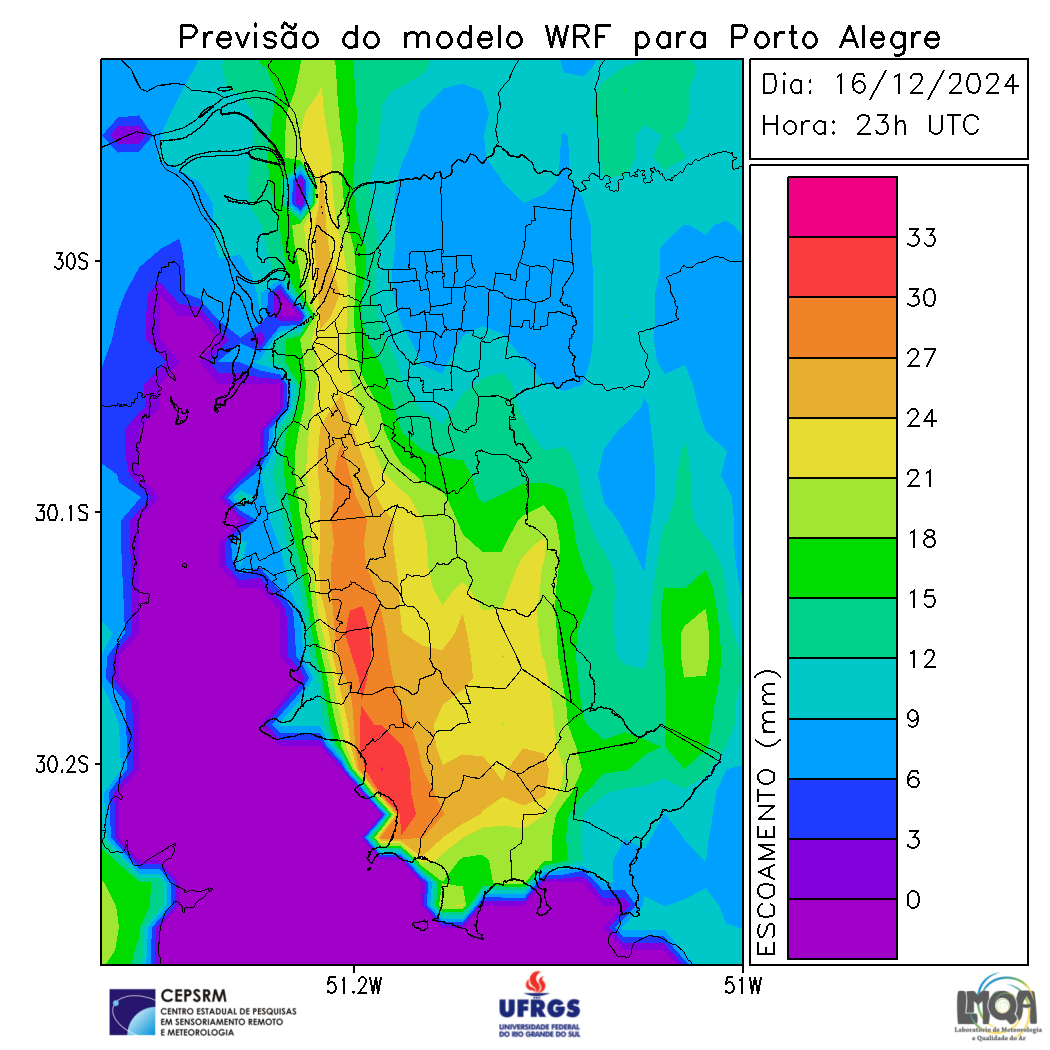 Previsão do modelo WRF para Porto Alegre
Dia: 16/12/2024
Hora: 23h UTC
30S
30.1S
30.2S
51.2W
51W
ESCOAMENTO (mm)
33
30
27
24
21
18
15
12
9
6
3
0
CEPSRM
CENTRO ESTADUAL DE PESQUISAS
EM SENSORIAMENTO REMOTO
E METEOROLOGIA
UFRGS
UNIVERSIDADE FEDERAL
DO RIO GRANDE DO SUL
LMQA
Laboratório de Meteorologia
e Qualidade do Ar